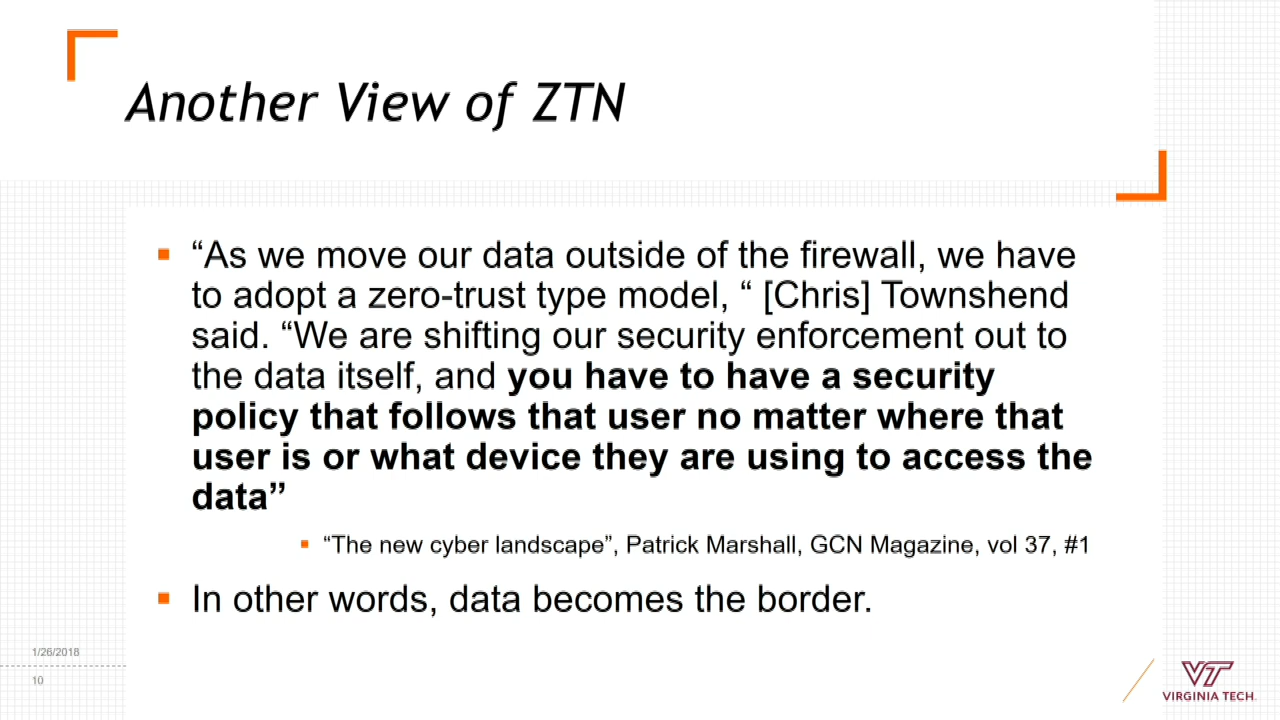 Another View of ZTN
“As we move our data outside of the firewall, we have
to adopt a zero-trust type model, “ [Chris] Townshend
said. “We are shifting our security enforcement out to
the data itself, and you have to have a security
policy that follows that user no matter where that
user is or what device they are using to access the
data”
“The new cyber landscape”, Patrick Marshall, GCN Magazine, vol 37, #1
In other words, data becomes the border.
1/26/2018
10
VT
VIRGINIA TECH